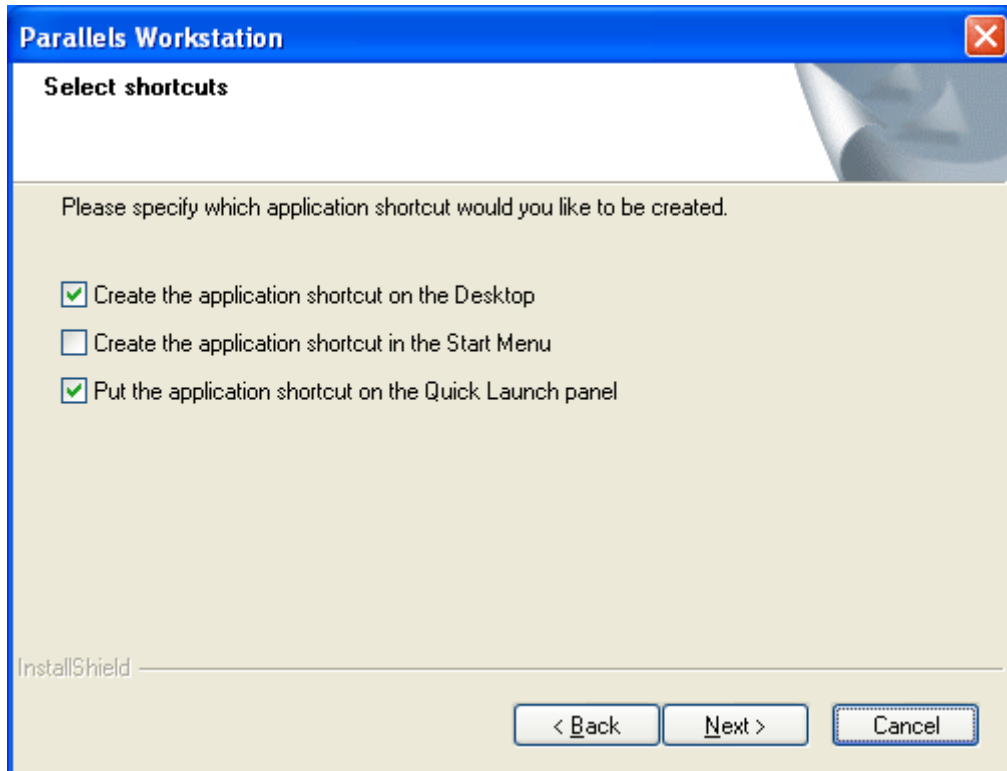 Parallels Workstation
Select shortcuts
Please specify which application shortcut would you like to be created.
Create the application shortcut on the Desktop
Create the application shortcut in the Start Menu
Put the application shortcut on the Quick Launch panel
InstallShield
< Back Next > Cancel